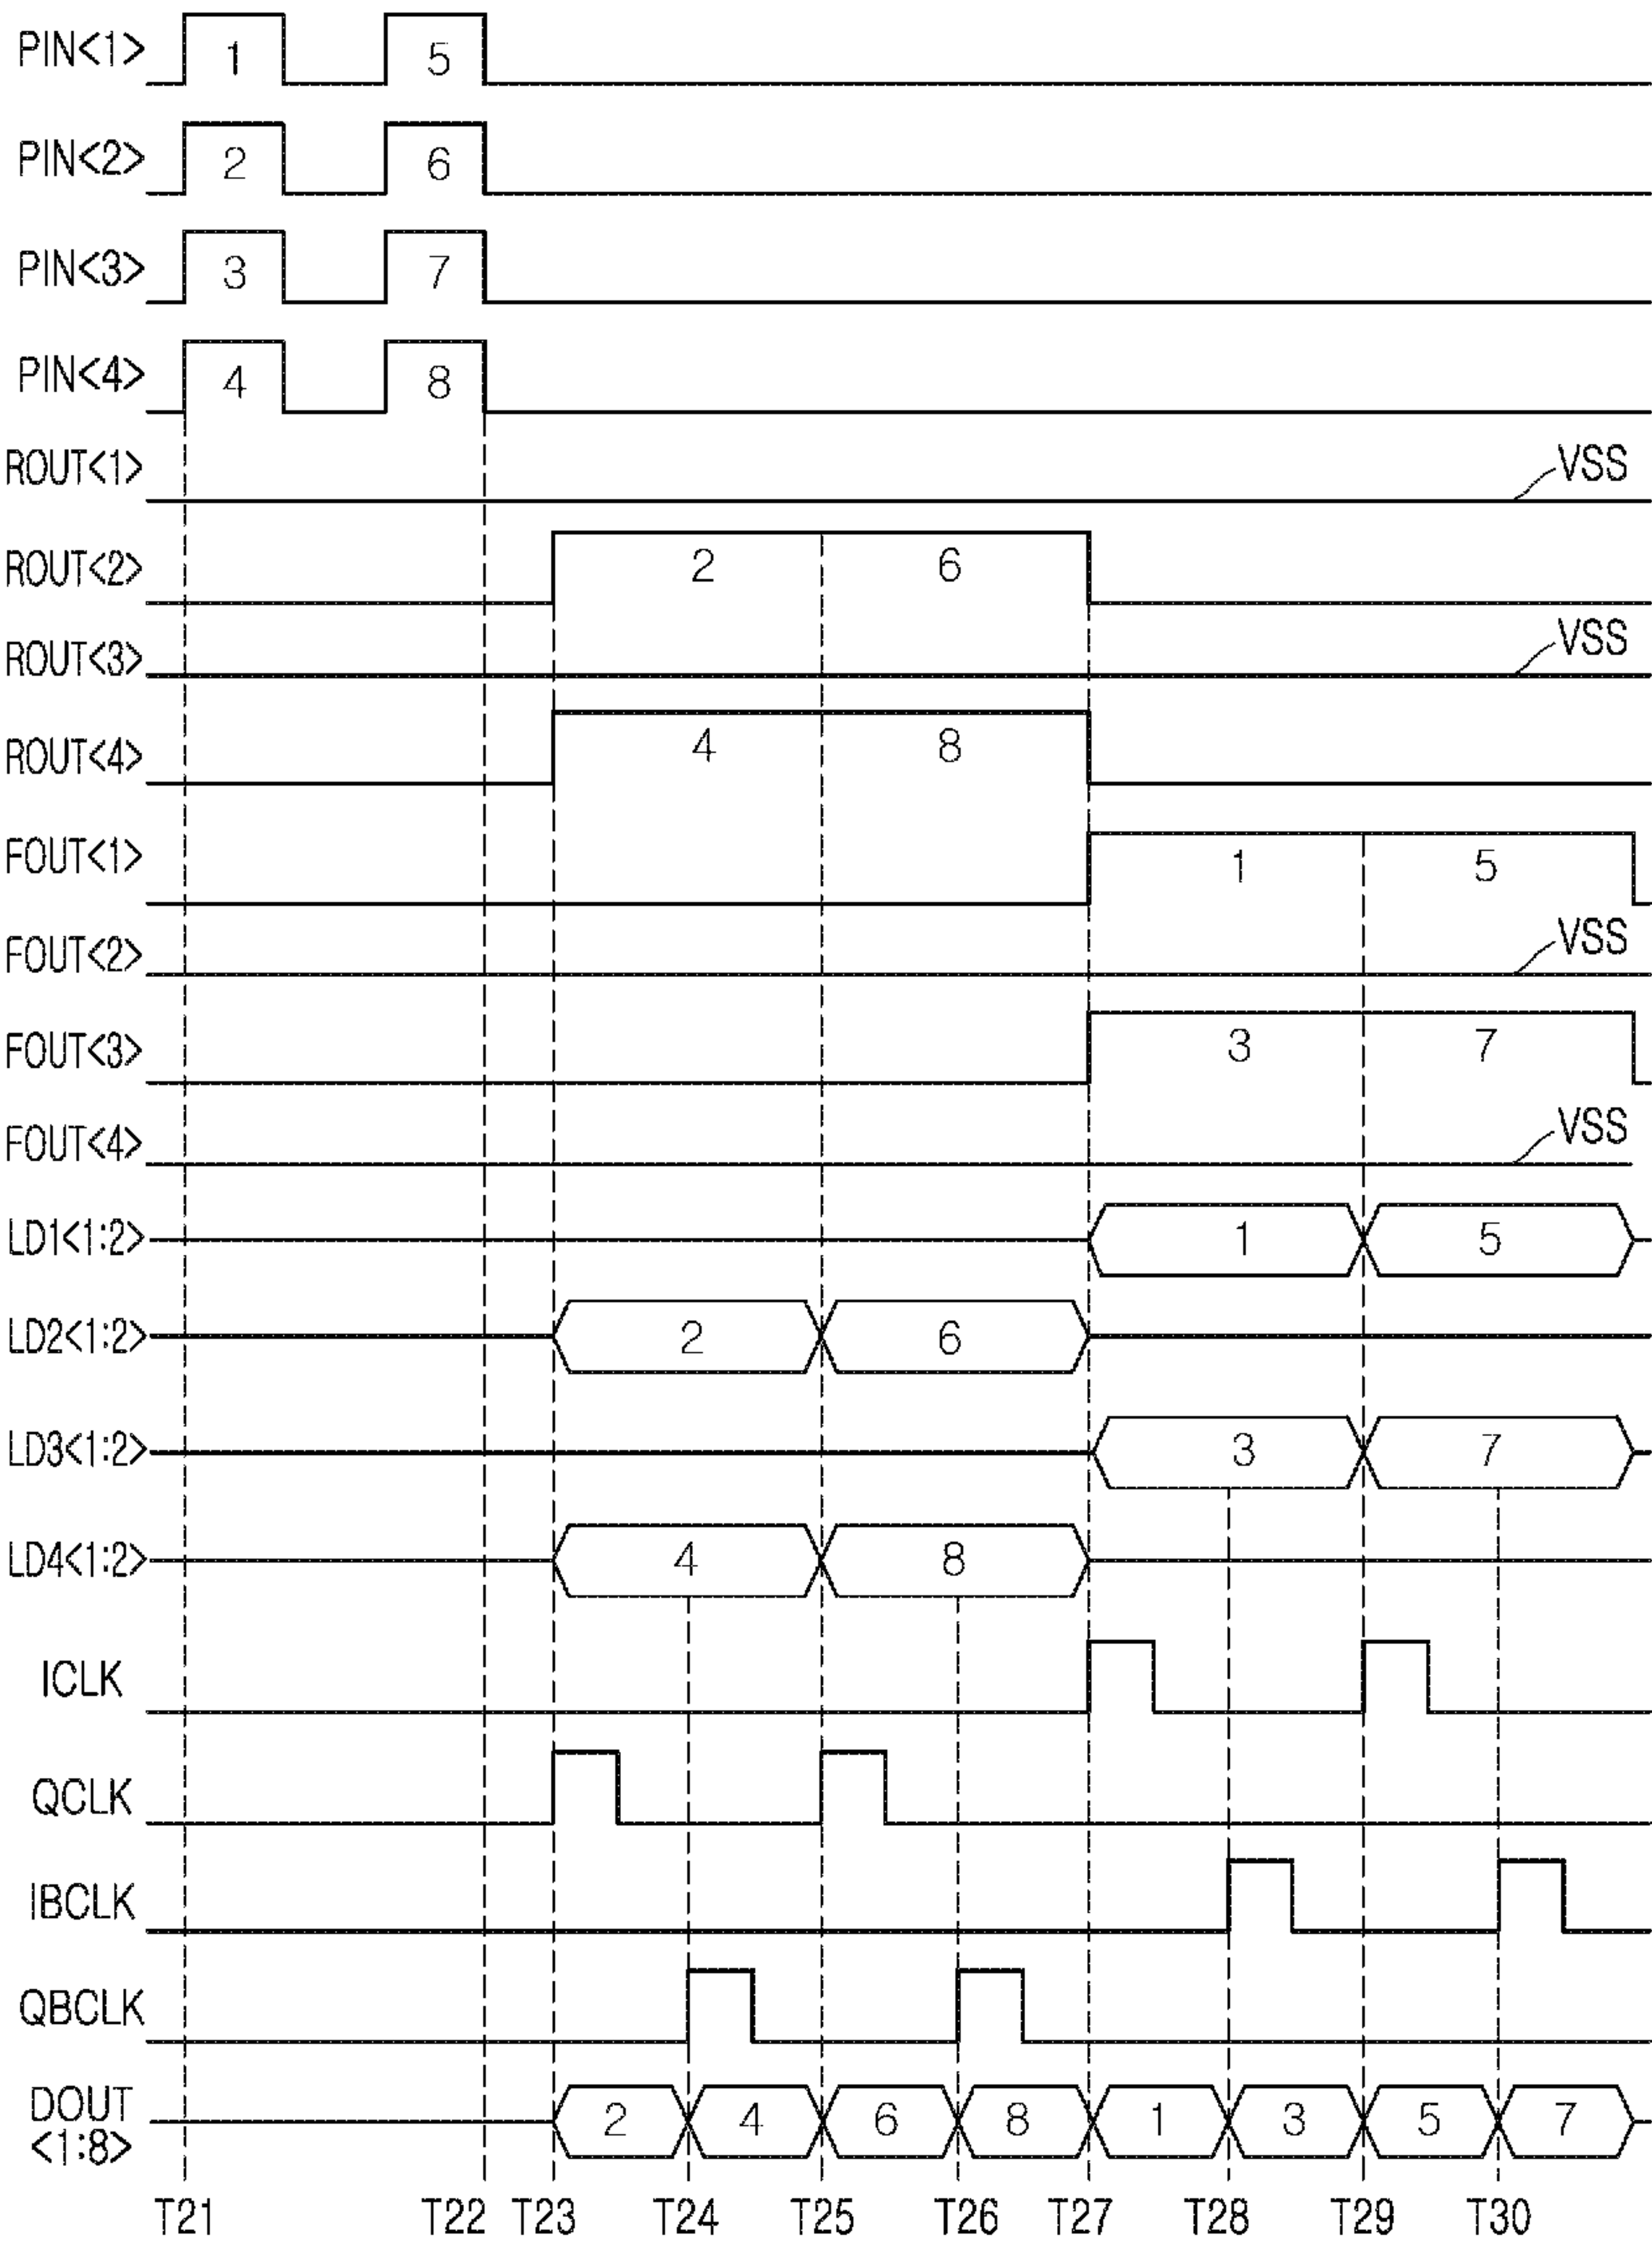 PIN<1> 1 5
PIN<2> 2 6
PIN<3> 3 7
PIN<4> 4 8
ROUT<1> VSS
ROUT<2> 2 6
ROUT<3> VSS
ROUT<4> 4 8
FOUT<1> 1 5
FOUT<2> VSS
FOUT<3> 3 7
FOUT<4> VSS
LD1<1:2> 1 5
LD2<1:2> 2 6
LD3<1:2> 3 7
LD4<1:2> 4 8
ICLK
QCLK
IBCLK
QBCLK
DOUT
<1:8> 2 4 6 8 1 3 5 7
T21 T22 T23 T24 T25 T26 T27 T28 T29 T30